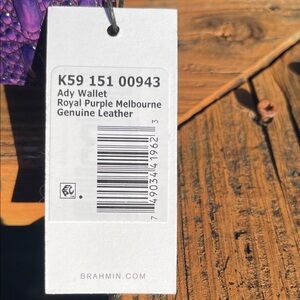 K59 151 00943
Ady Wallet
Royal Purple Melbourne
Genuine Leather
7 49034 41962 3
BRAHMIN.COM